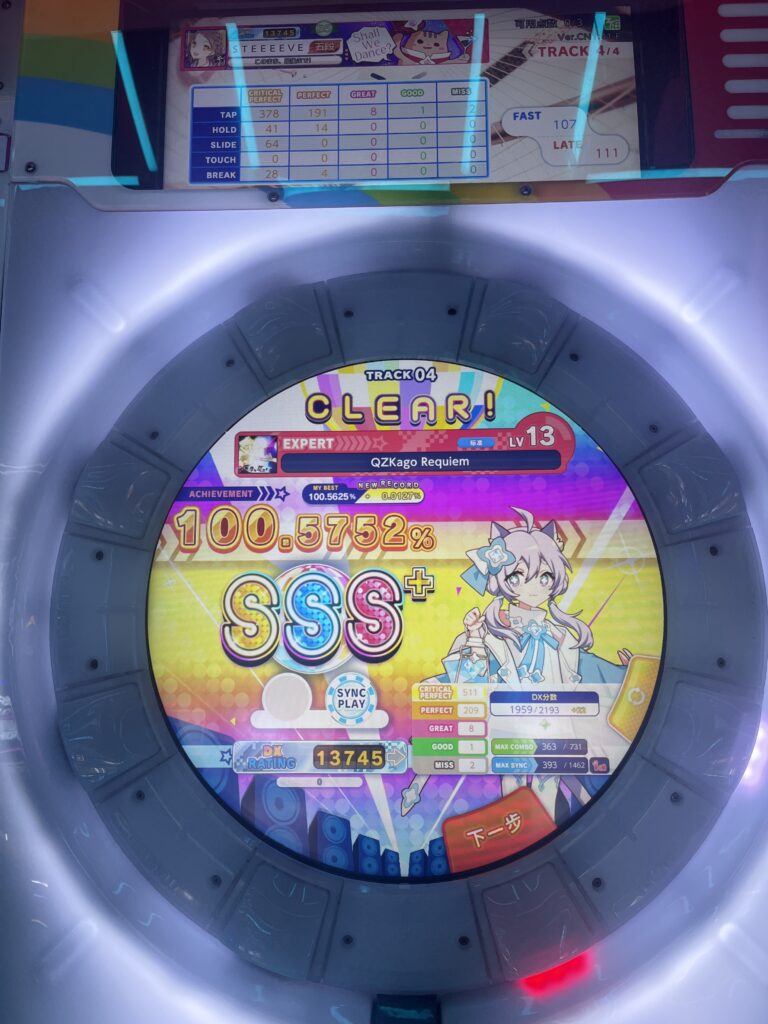 13745
STEEEEVE 五段
Shall
We
Dance?
TRACK 4/4
CRITICAL PERFECT PERFECT GREAT GOOD MISS
TAP 378 191 8 1 2
HOLD 41 14 0 0 0
SLIDE 64 0 0 0 0
TOUCH 0 0 0 0 0
BREAK 28 4 0 0 0
FAST 107
LATE 111
TRACK 04
CLEAR!
EXPERT 标准 LV 13
QZKago Requiem
ACHIEVEMENT MY BEST 100.5625% NEW RECORD + 0.0127%
100.5752%
SSS+
SYNC
PLAY
DX
RATING 13745
0
CRITICAL PERFECT 511
PERFECT 209
GREAT 8
GOOD 1
MISS 2
DX分数
1959/2193 +22
MAX COMBO 363 / 731
MAX SYNC 393 / 1462
下一步